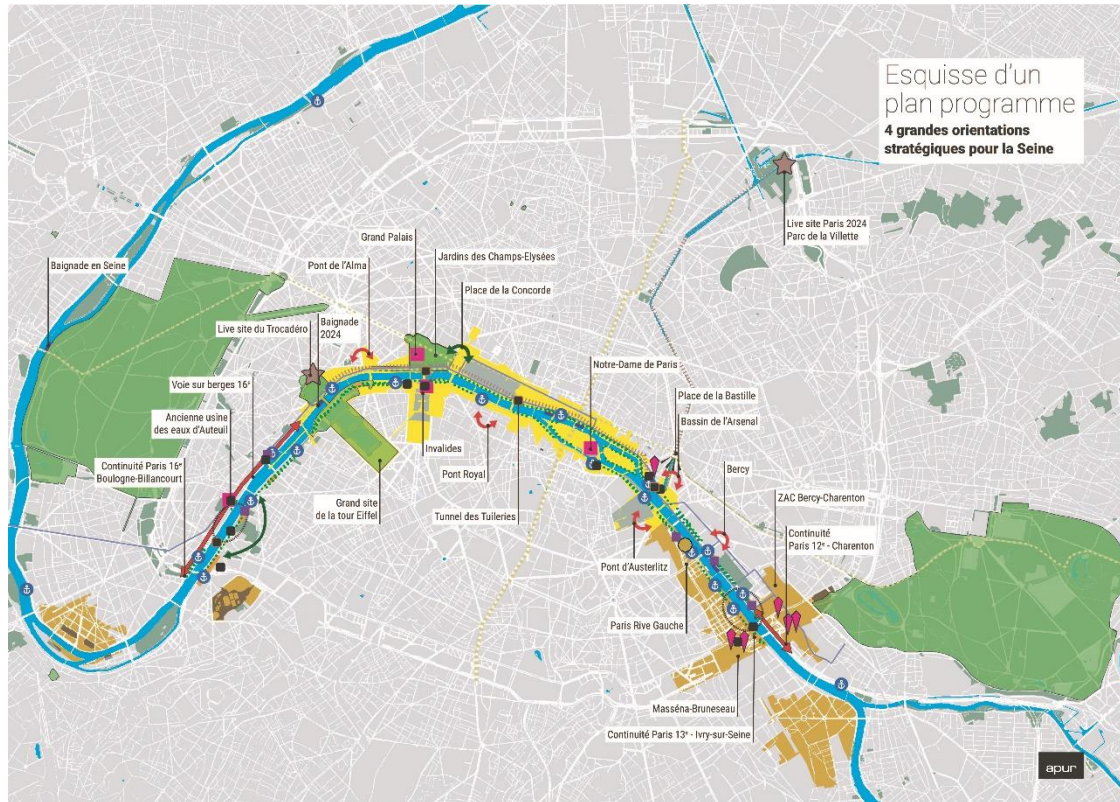 Esquisse d'un
plan programme
4 grandes orientations
stratégiques pour la Seine
Live site Paris 2024
Parc de la Villette
Grand Palais
Jardins des Champs-Elysées
Baignade en Seine
Pont de l'Alma
Place de la Concorde
Live site du Trocadéro
Baignade
2024
Notre-Dame de Paris
Voie sur berges 16e
Place de la Bastille
Ancienne usine
des eaux d'Auteuil
Bassin de l'Arsenal
Invalides
Bercy
Continuité Paris 16e
Boulogne-Billancourt
Pont Royal
ZAC Bercy-Charenton
Grand site
de la tour Eiffel
Tunnel des Tuileries
Continuité
Paris 12e - Charenton
Pont d'Austerlitz
Paris Rive Gauche
Masséna-Bruneseau
Continuité Paris 13e - Ivry-sur-Seine
apur